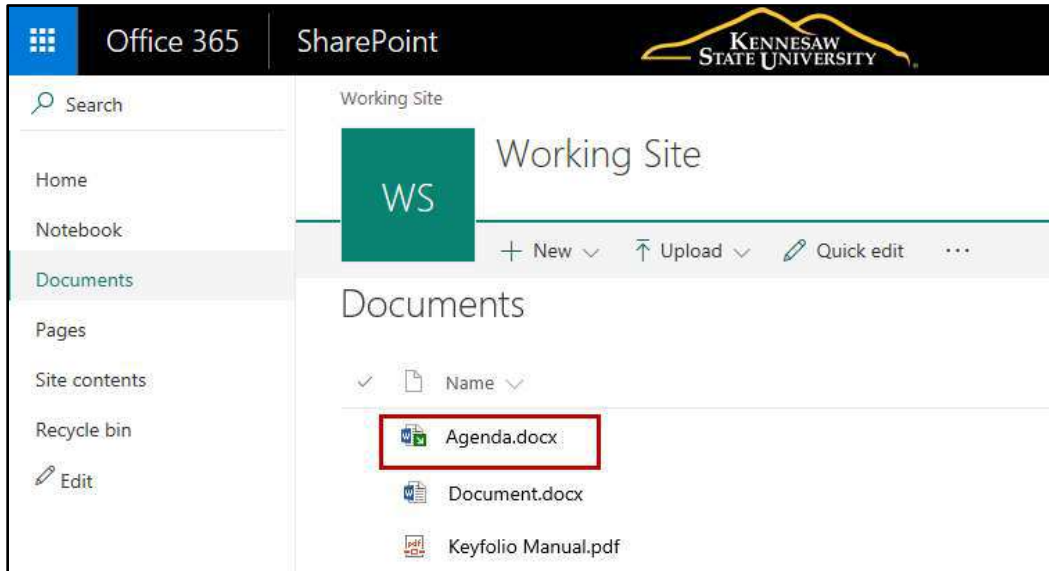 Office 365
SharePoint
KENNESAW
STATE UNIVERSITY
Search
Home
Notebook
Documents
Pages
Site contents
Recycle bin
Edit
Working Site
WS
Working Site
New
Upload
Quick edit
...
Documents
Name
Agenda.docx
Document.docx
pdf
Keyfolio Manual.pdf